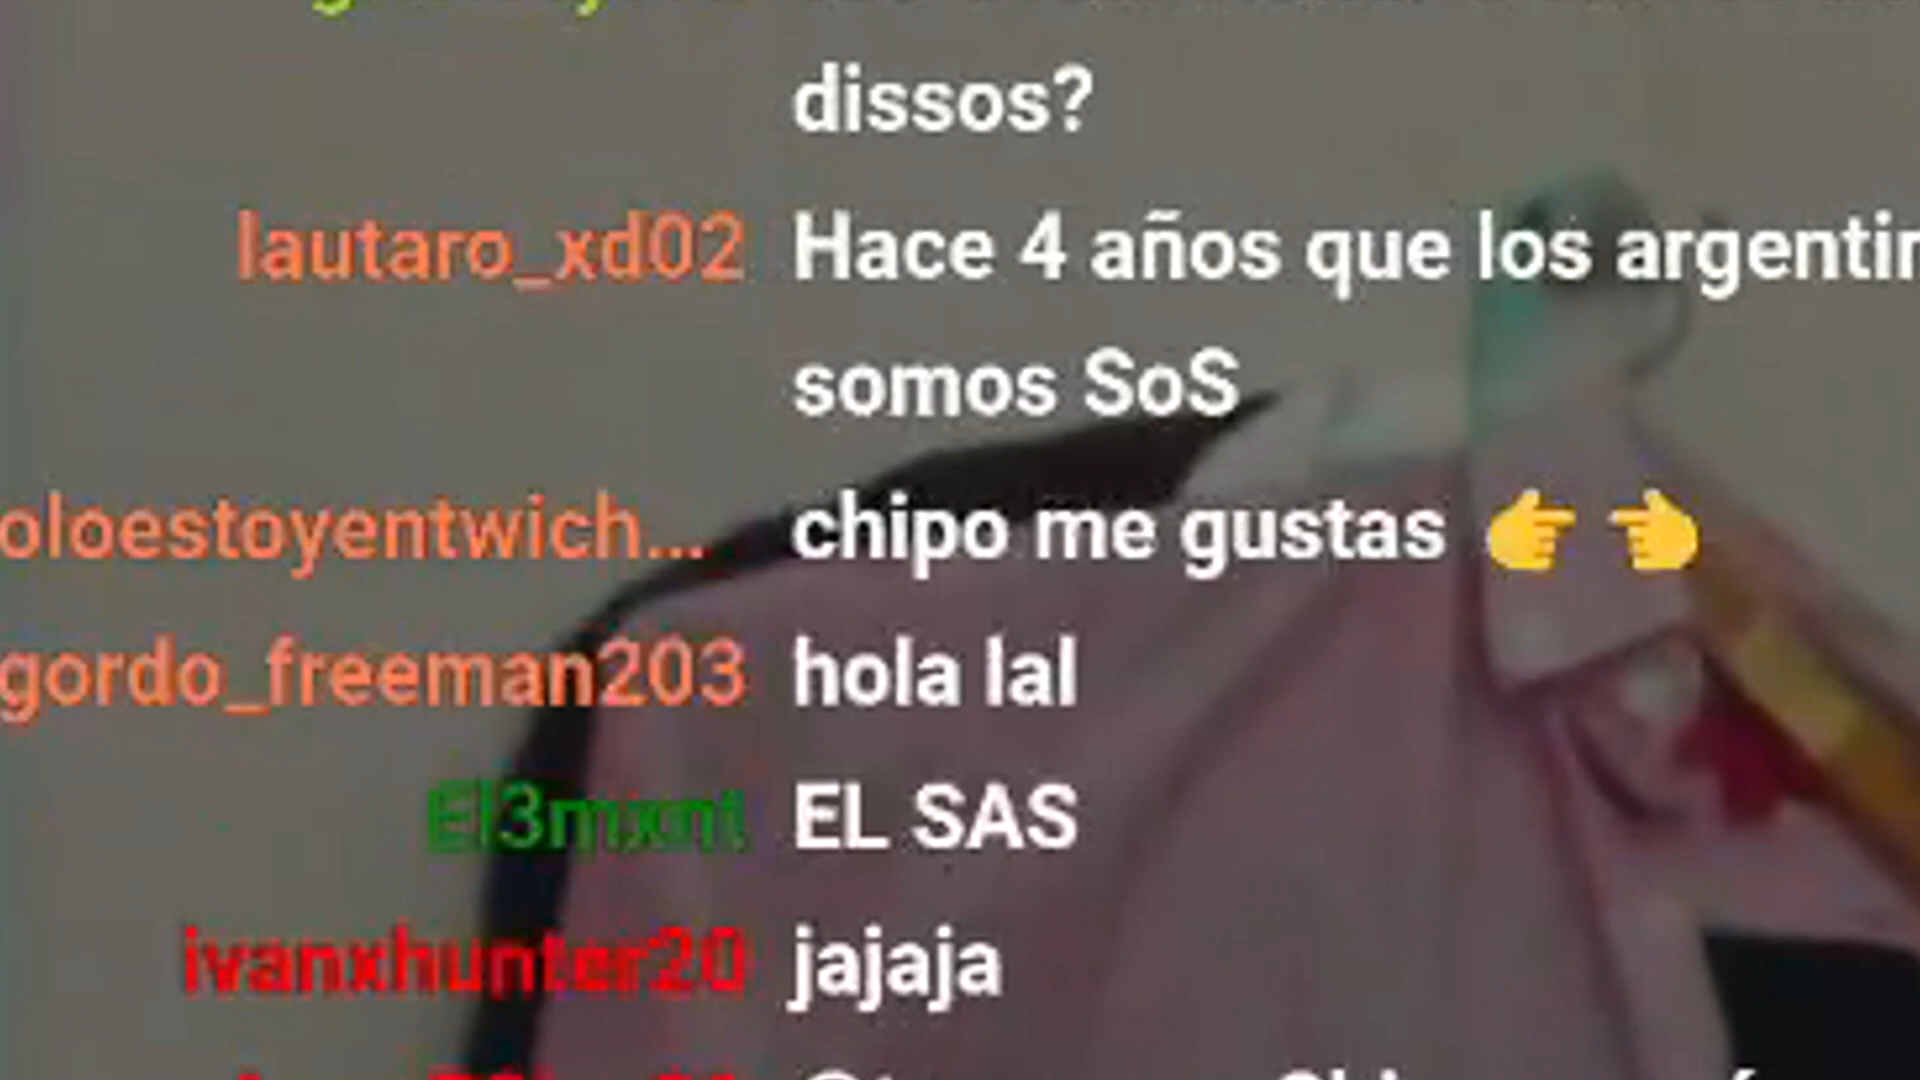 dissos?
lautaro_xd02 Hace 4 años que los
somos SoS
oloestoyentwich... chipo me gustas 👉 👈
gordo_freeman203 hola lal
El3mxnt EL SAS
ivanxhunter20 jajaja